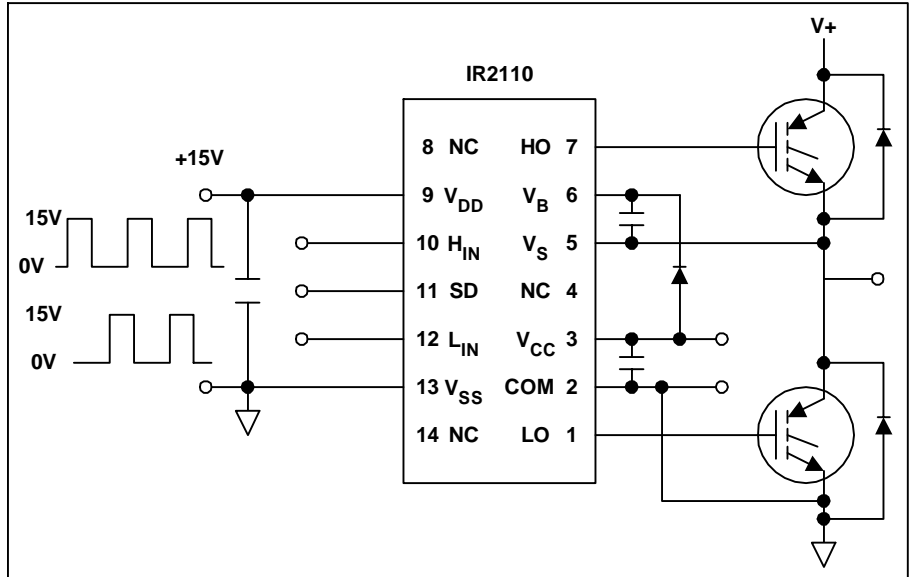 V+
IR2110
+15V
15V
0V
15V
0V
8 NC HO 7
9 VDD VB 6
10 HIN VS 5
11 SD NC 4
12 LIN VCC 3
13 VSS COM 2
14 NC LO 1